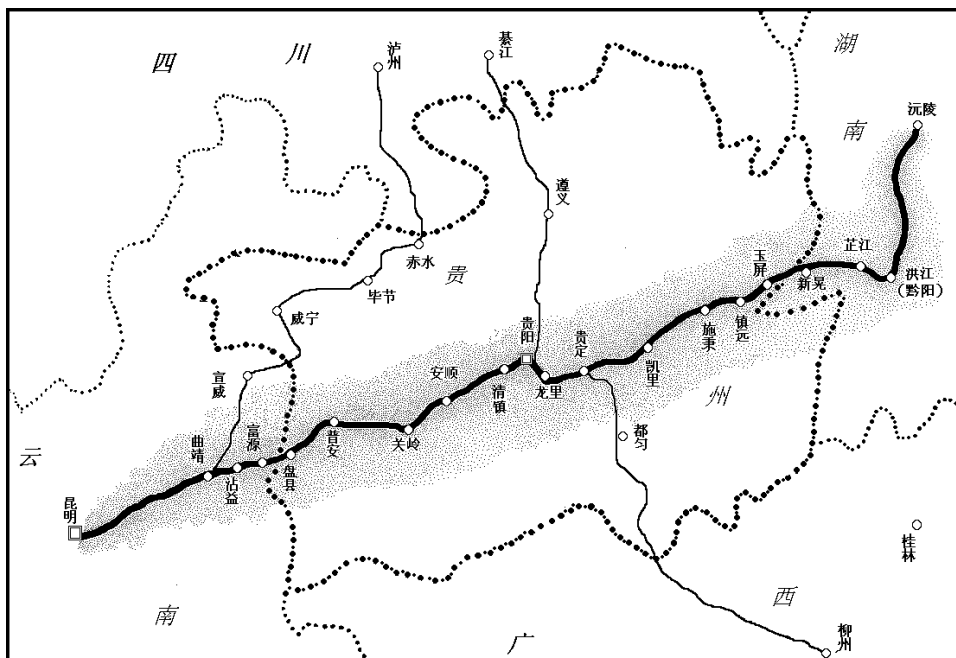 四 川
湖
南
贵
州
云
南
广
西
泸州
綦江
沅陵
遵义
赤水
毕节
威宁
宣威
芷江
玉屏
新晃
洪江
(黔阳)
镇远
施秉
凯里
贵定
贵阳
龙里
清镇
安顺
关岭
普安
盘县
富源
沾益
曲靖
昆明
都匀
桂林
柳州